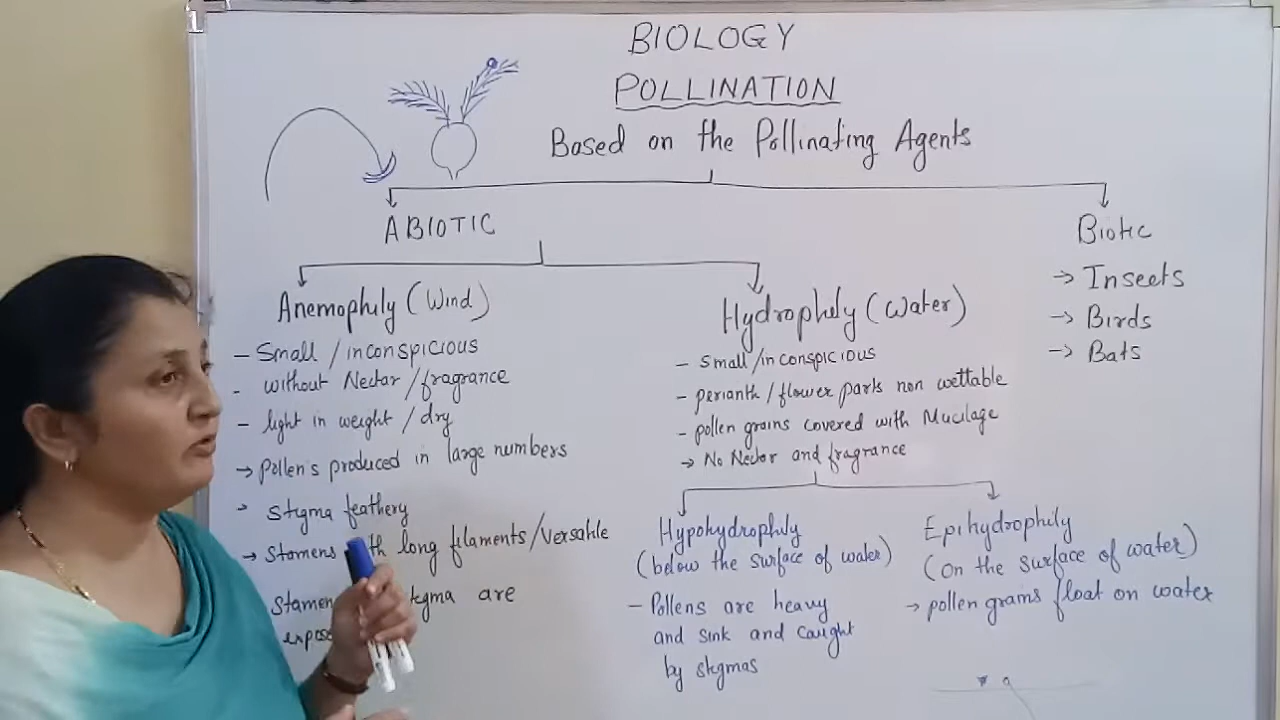 BIOLOGY
POLLINATION
Based on the Pollinating Agents
ABIOTIC
Biotic
→ Insects
→ Birds
→ Bats
Anemophily (Wind)
- Small / inconspicious
- without Nectar / fragrance
- light in weight / dry
→ Pollen's produced in large numbers
- Stigma feathery
→ Stamens long filaments / Versatile
are
Hydrophily (Water)
- Small / inconspicious
- perianth / flower parts non wettable
- pollen grains covered with Mucilage
→ No Nectar and fragrance
Hypohydrophily
(below the surface of water)
- Pollens are heavy
and sink and caught
by stigmas
Epihydrophily
(On the surface of water)
→ pollen grains float on water